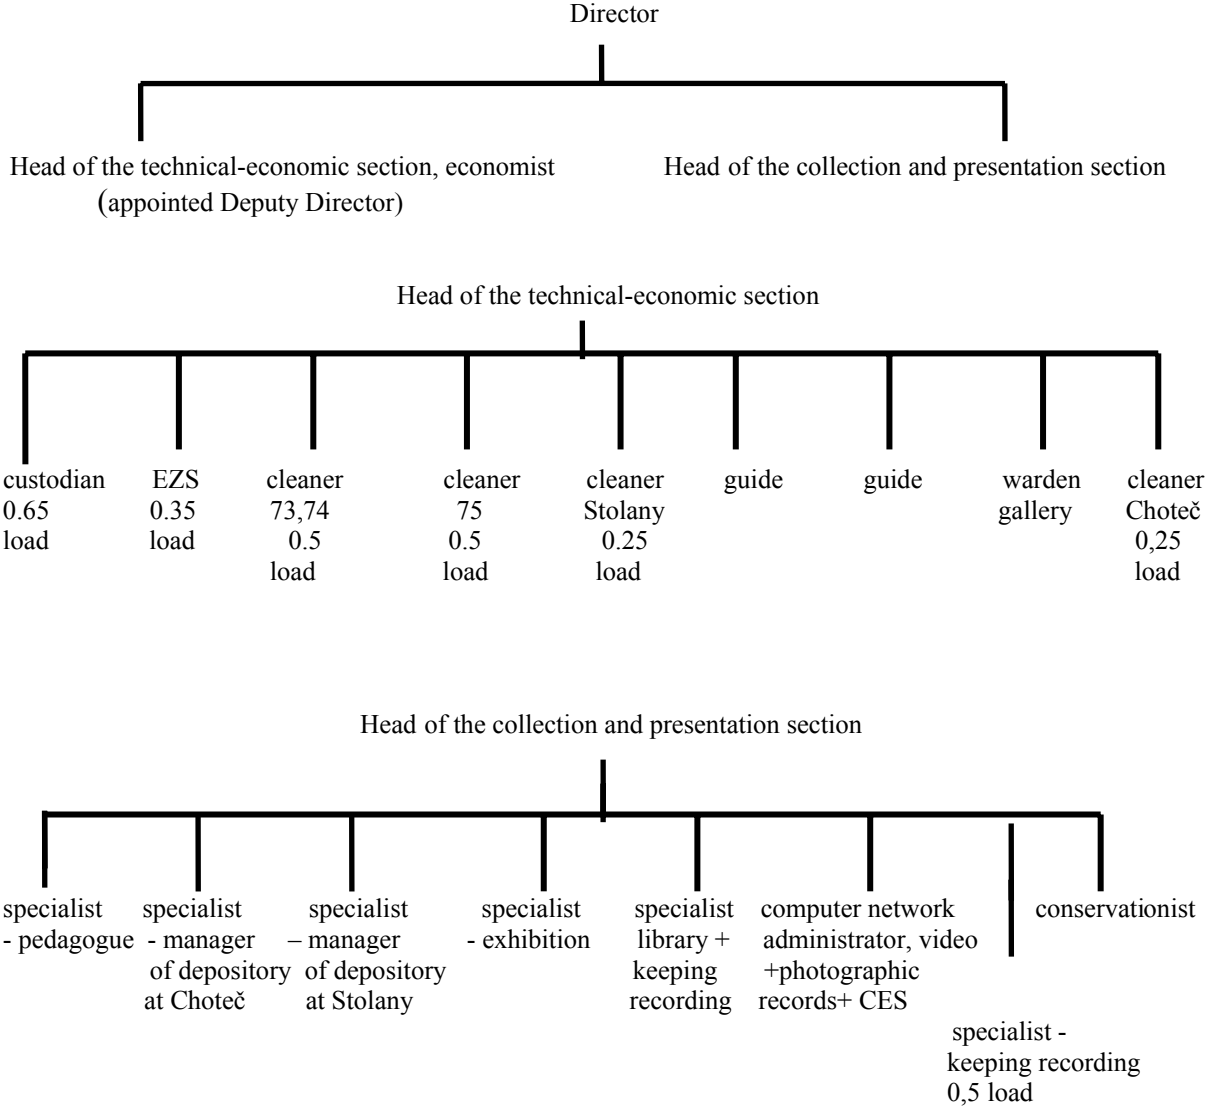 Director
Head of the technical-economic section, economist
(appointed Deputy Director)
Head of the collection and presentation section
Head of the technical-economic section
custodian
0.65
load
EZS
0.35
load
cleaner
73,74
0.5
load
cleaner
75
0.5
load
cleaner
Stolany
0.25
load
guide
guide
warden
gallery
cleaner
Choteč
0,25
load
Head of the collection and presentation section
specialist
- pedagogue
specialist
- manager
of depository
at Choteč
specialist
– manager
of depository
at Stolany
specialist
- exhibition
specialist
library +
keeping
recording
computer network
administrator, video
+photographic
records+ CES
specialist -
keeping recording
0,5 load
conservationist